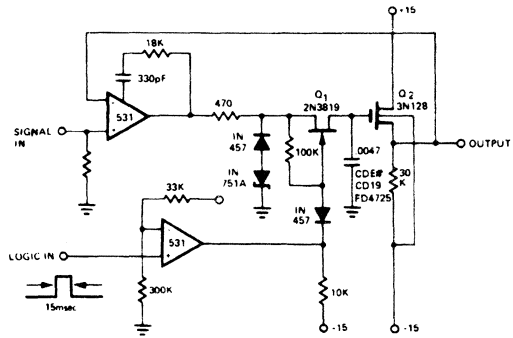 +15
18K
330pF
-
531
+
SIGNAL
IN
470
Q1
2N3819
Q2
3N128
OUTPUT
IN
457
100K
.0047
CDE#
CD19
FD4725
30
K
IN
751A
IN
457
33K
-
531
+
LOGIC IN
300K
10K
15msec
-15
-15